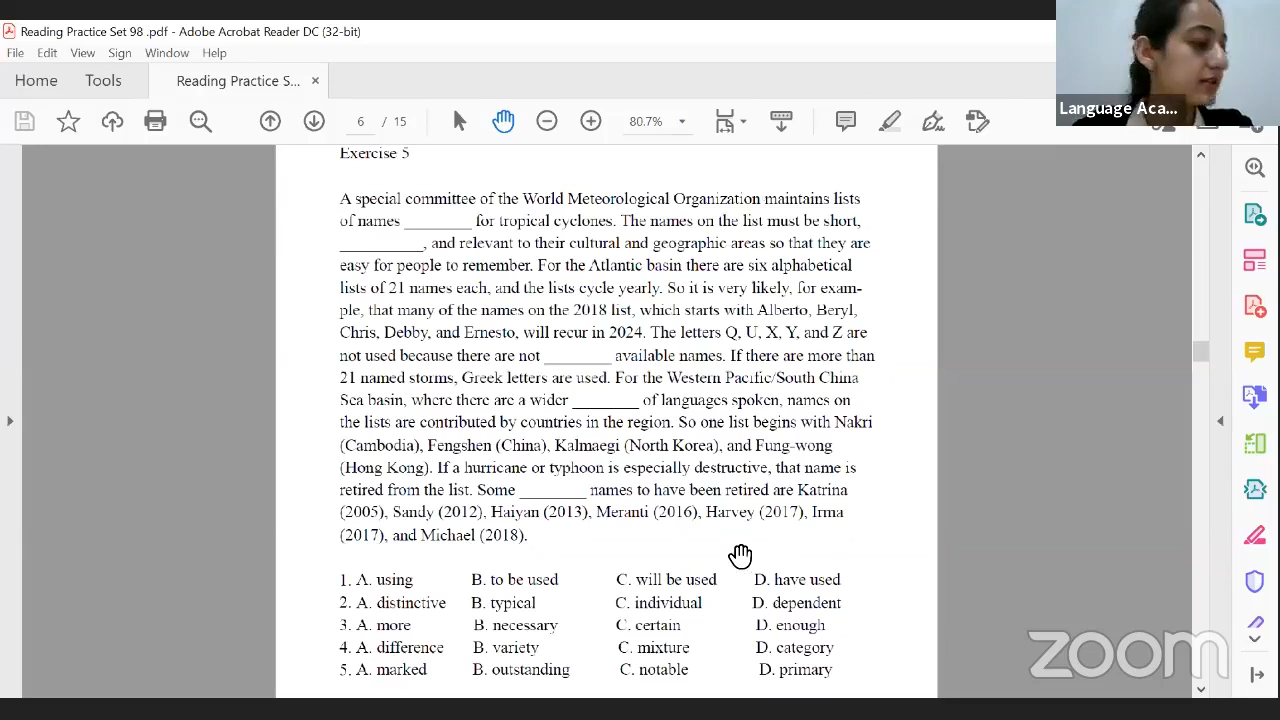 Reading Practice Set 98 .pdf - Adobe Acrobat Reader DC (32-bit)
File Edit View Sign Window Help
Home Tools Reading Practice S... ×
6 / 15 80.7%
Language Aca...
Exercise 5
A special committee of the World Meteorological Organization maintains lists
of names ________ for tropical cyclones. The names on the list must be short,
__________, and relevant to their cultural and geographic areas so that they are
easy for people to remember. For the Atlantic basin there are six alphabetical
lists of 21 names each, and the lists cycle yearly. So it is very likely, for exam-
ple, that many of the names on the 2018 list, which starts with Alberto, Beryl,
Chris, Debby, and Ernesto, will recur in 2024. The letters Q, U, X, Y, and Z are
not used because there are not ________ available names. If there are more than
21 named storms, Greek letters are used. For the Western Pacific/South China
Sea basin, where there are a wider ________ of languages spoken, names on
the lists are contributed by countries in the region. So one list begins with Nakri
(Cambodia), Fengshen (China), Kalmaegi (North Korea), and Fung-wong
(Hong Kong). If a hurricane or typhoon is especially destructive, that name is
retired from the list. Some ________ names to have been retired are Katrina
(2005), Sandy (2012), Haiyan (2013), Meranti (2016), Harvey (2017), Irma
(2017), and Michael (2018).
1. A. using B. to be used C. will be used D. have used
2. A. distinctive B. typical C. individual D. dependent
3. A. more B. necessary C. certain D. enough
4. A. difference B. variety C. mixture D. category
5. A. marked B. outstanding C. notable D. primary
zoom